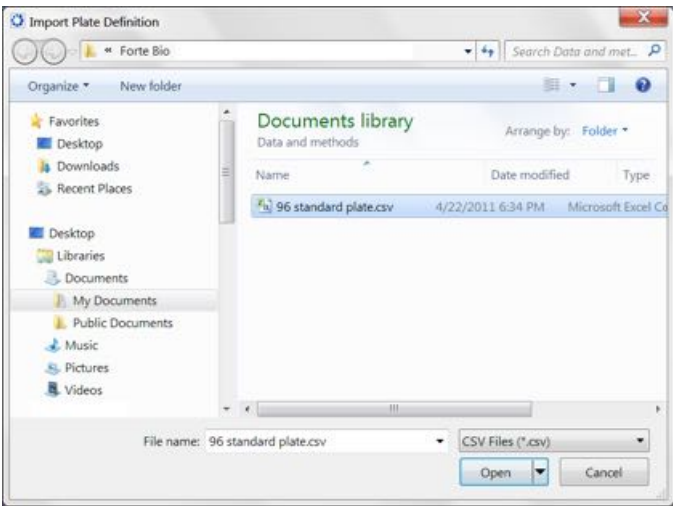 Import Plate Definition
« Forte Bio
Search Data and met...
Organize
New folder
Favorites
Desktop
Downloads
Recent Places
Desktop
Libraries
Documents
My Documents
Public Documents
Music
Pictures
Videos
Documents library
Data and methods
Arrange by: Folder
Name Date modified Type
96 standard plate.csv 4/22/2011 6:34 PM Microsoft Excel Co
File name: 96 standard plate.csv
CSV Files (*.csv)
Open
Cancel